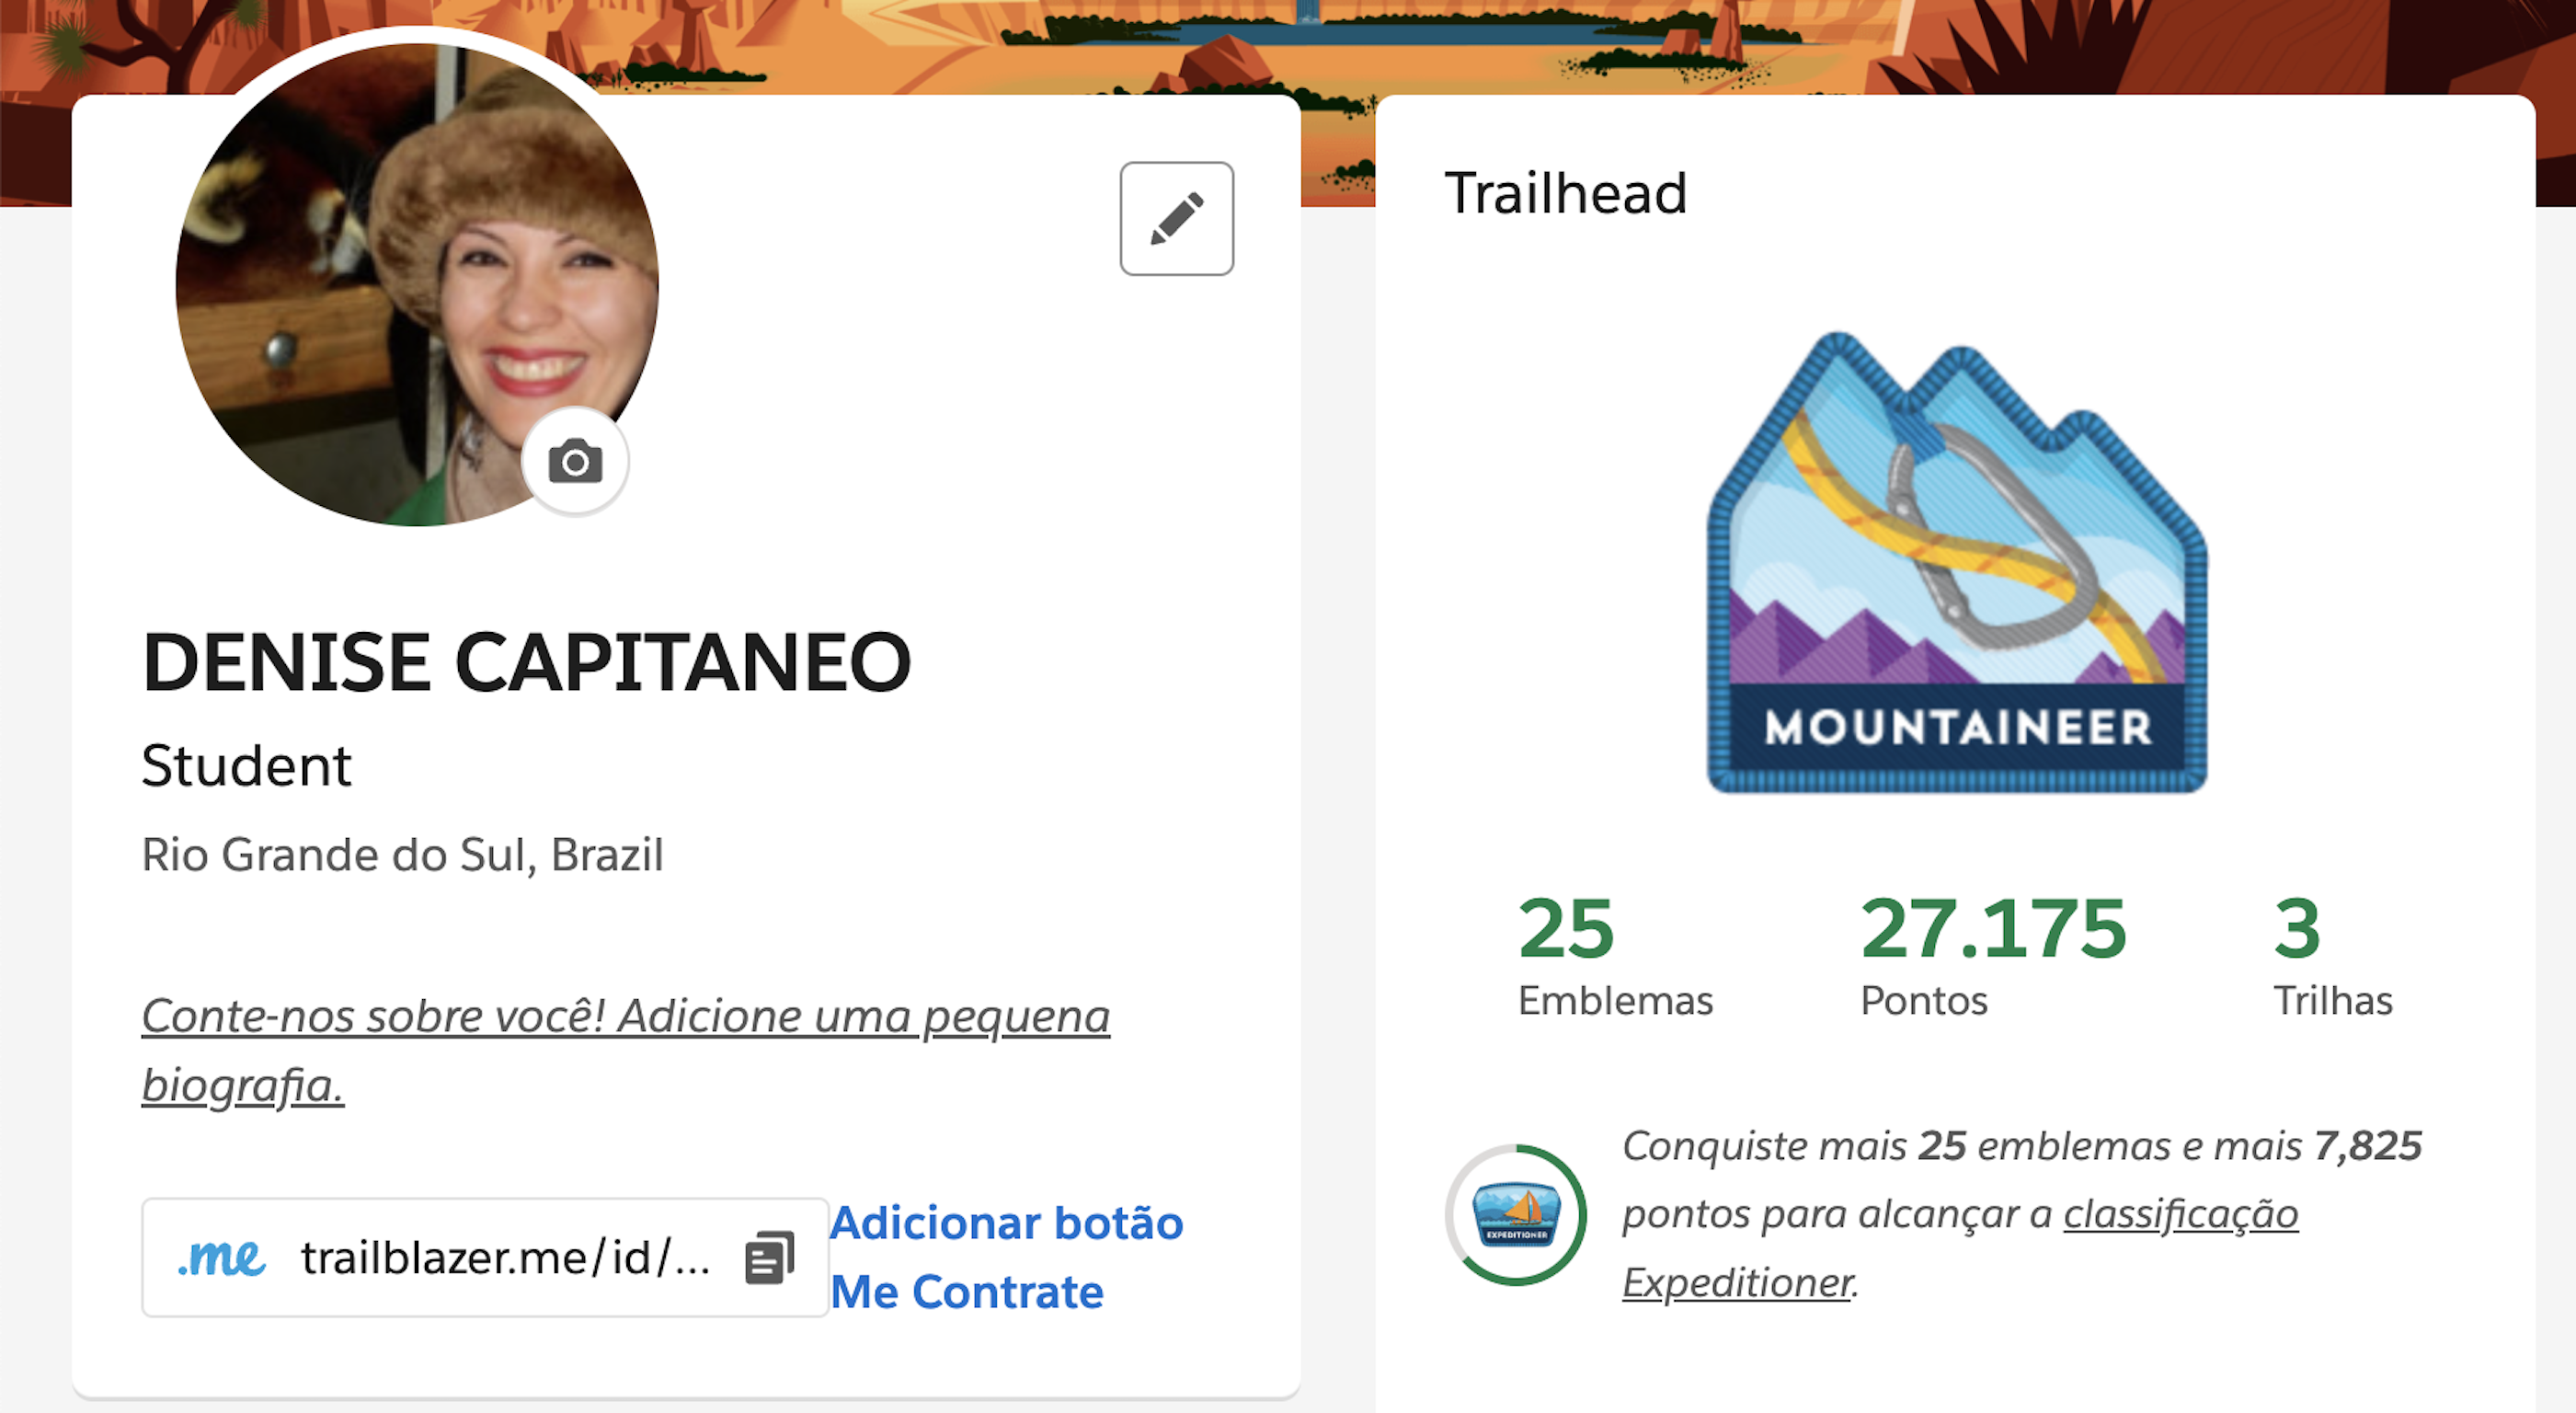 DENISE CAPITANEO
Student
Rio Grande do Sul, Brazil
Conte-nos sobre você! Adicione uma pequena
biografia.
.me trailblazer.me/id/...
Adicionar botão
Me Contrate
Trailhead
MOUNTAINEER
25 27.175 3
Emblemas Pontos Trilhas
EXPEDITIONER
Conquiste mais 25 emblemas e mais 7,825
pontos para alcançar a classificação
Expeditioner.